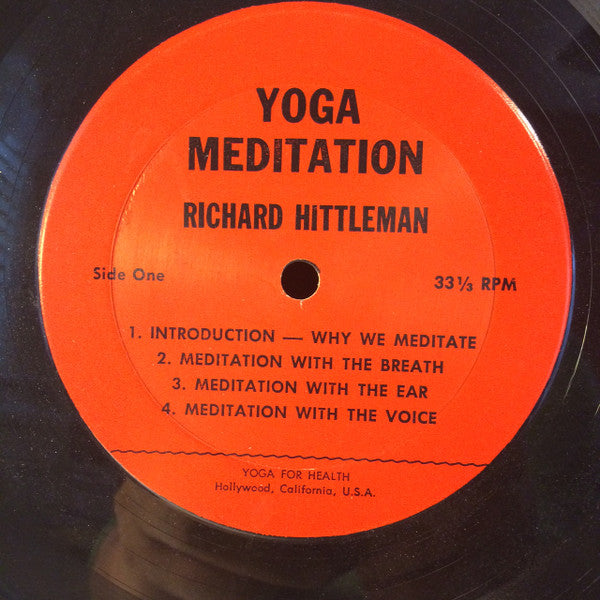 YOGA
MEDITATION
RICHARD HITTLEMAN
Side One 33⅓ RPM
1. INTRODUCTION — WHY WE MEDITATE
2. MEDITATION WITH THE BREATH
3. MEDITATION WITH THE EAR
4. MEDITATION WITH THE VOICE
YOGA FOR HEALTH
Hollywood, California, U.S.A.